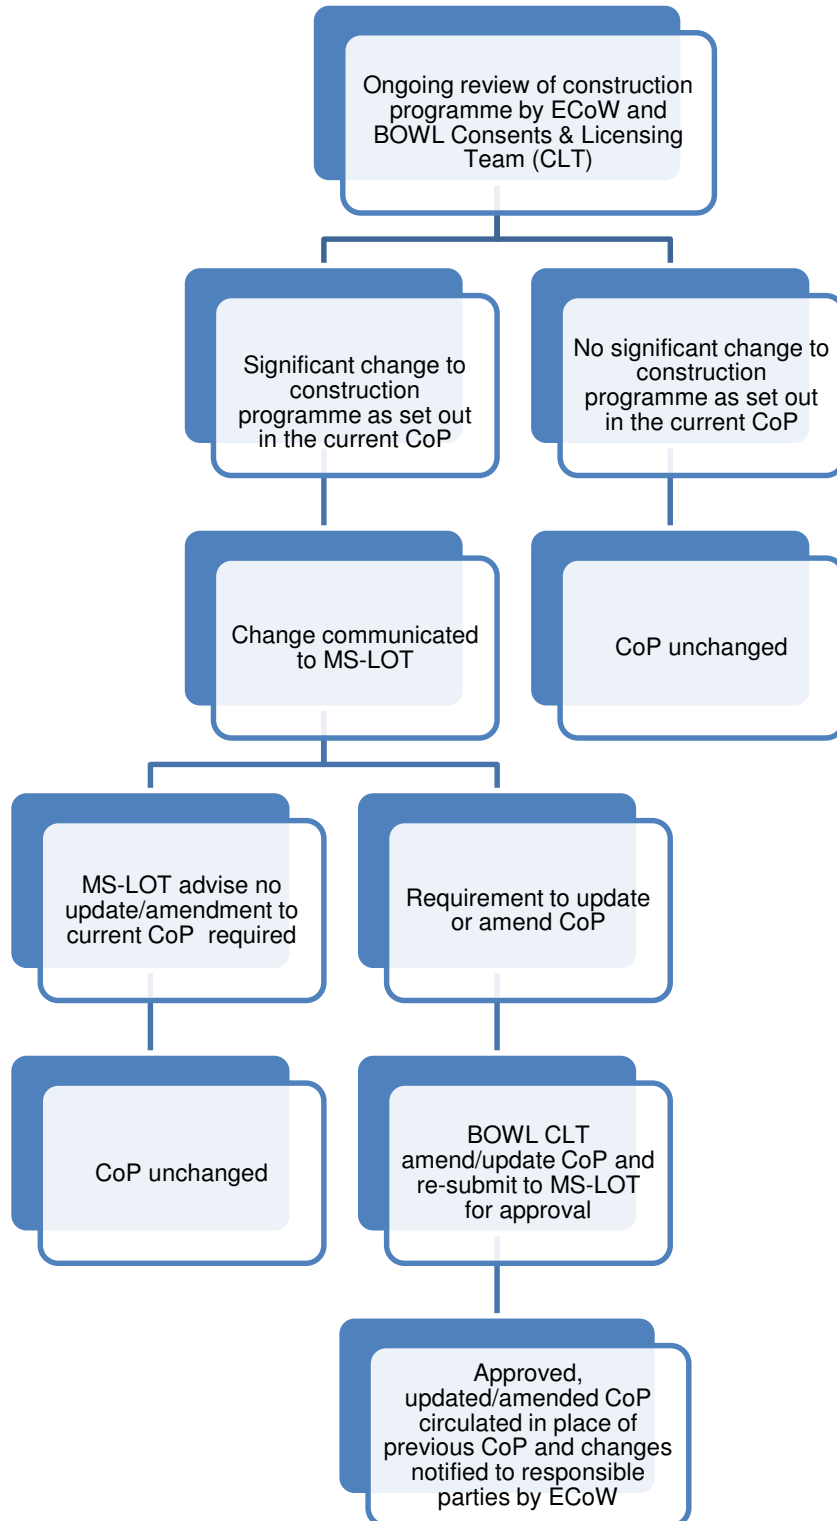 Ongoing review of construction
programme by ECoW and
BOWL Consents & Licensing
Team (CLT)
Significant change to
construction
programme as set out
in the current CoP
No significant change to
construction
programme as set out
in the current CoP
Change communicated
to MS-LOT
CoP unchanged
MS-LOT advise no
update/amendment to
current CoP required
Requirement to update
or amend CoP
CoP unchanged
BOWL CLT
amend/update CoP and
re-submit to MS-LOT
for approval
Approved,
updated/amended CoP
circulated in place of
previous CoP and changes
notified to responsible
parties by ECoW